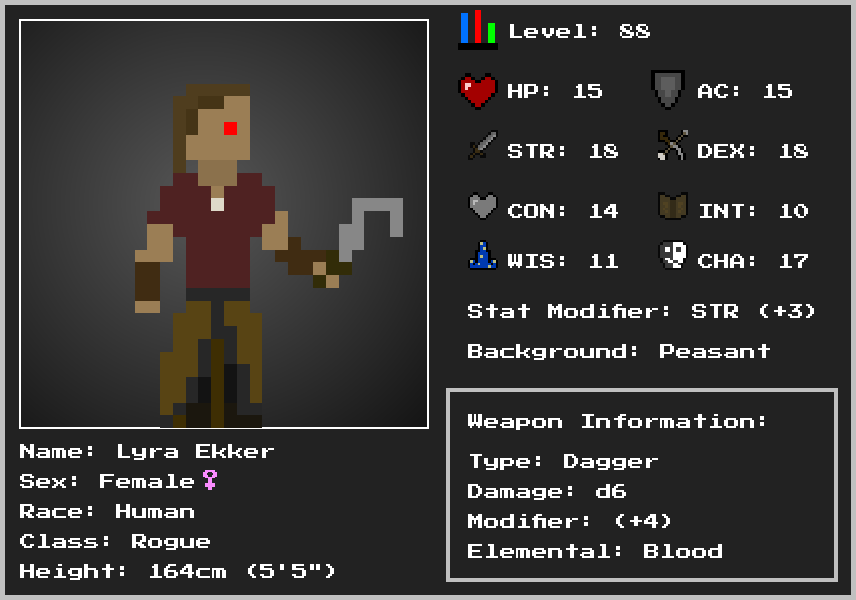 Level: 88
HP: 15 AC: 15
STR: 18 DEX: 18
CON: 14 INT: 10
WIS: 11 CHA: 17
Stat Modifier: STR (+3)
Background: Peasant
Weapon Information:
Type: Dagger
Damage: d6
Modifier: (+4)
Elemental: Blood
Name: Lyra Ekker
Sex: Female♀
Race: Human
Class: Rogue
Height: 164cm (5'5")